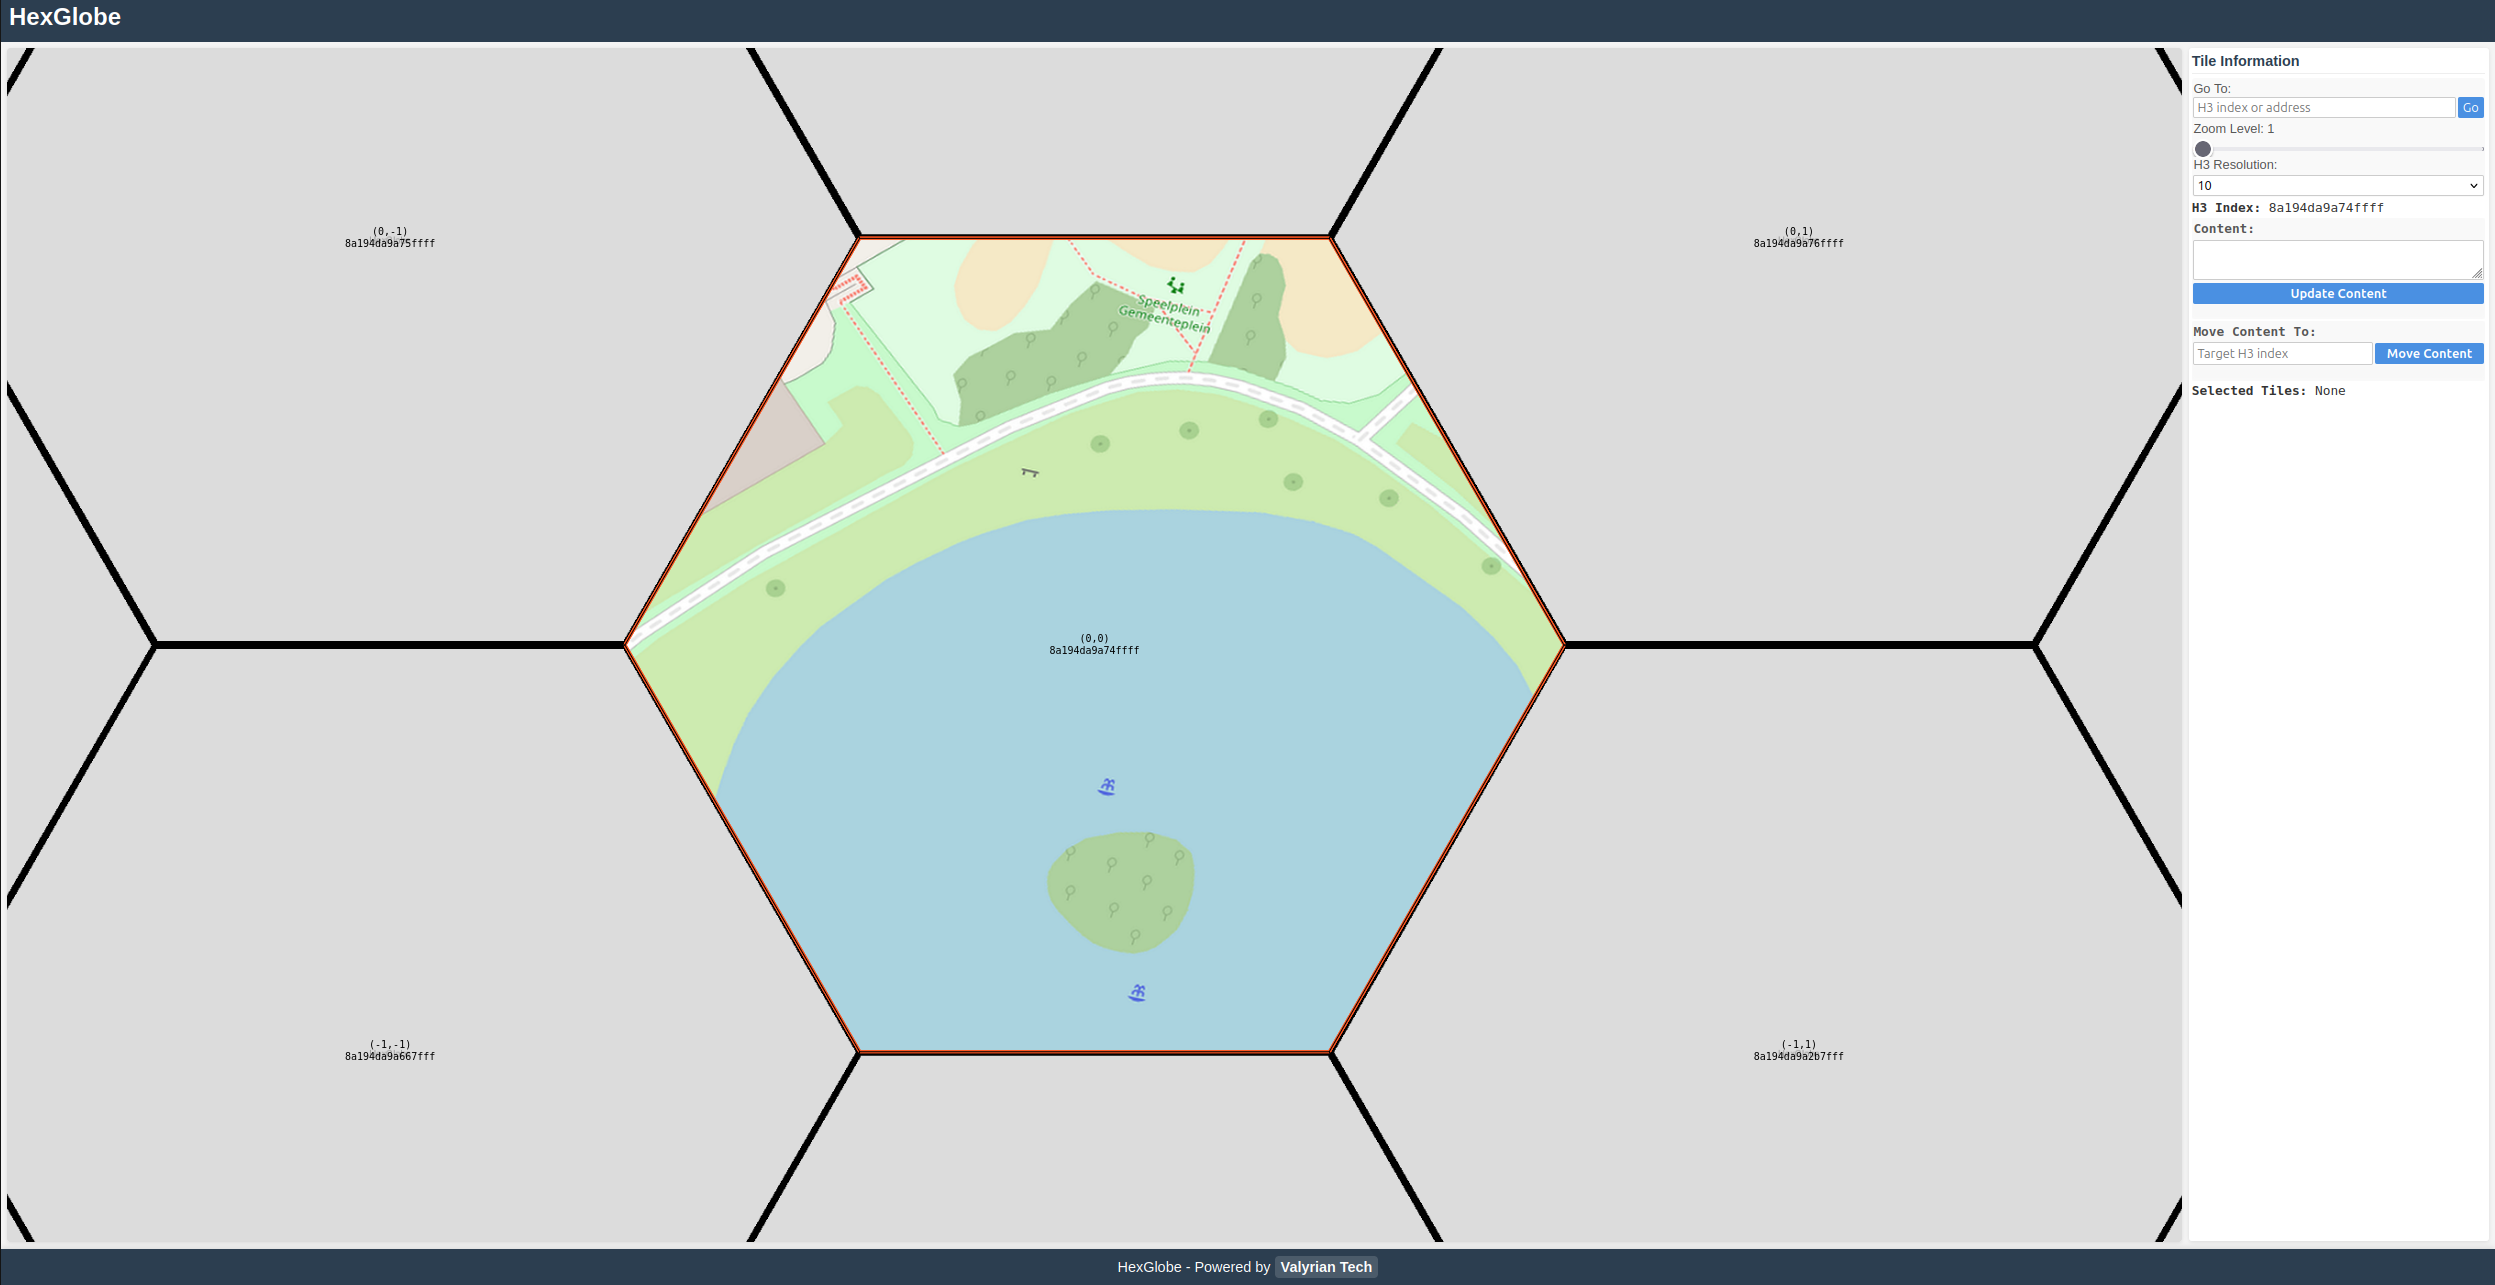 HexGlobe
(0,-1)
8a194da9a75ffff
(0,1)
8a194da9a76ffff
Speelplein
Gemeenteplein
(0,0)
8a194da9a74ffff
(-1,-1)
8a194da9a667fff
(-1,1)
8a194da9a2b7fff
Tile Information
Go To:
H3 index or address
Go
Zoom Level: 1
H3 Resolution:
10
H3 Index: 8a194da9a74ffff
Content:
Update Content
Move Content To:
Target H3 index
Move Content
Selected Tiles: None
HexGlobe - Powered by Valyrian Tech